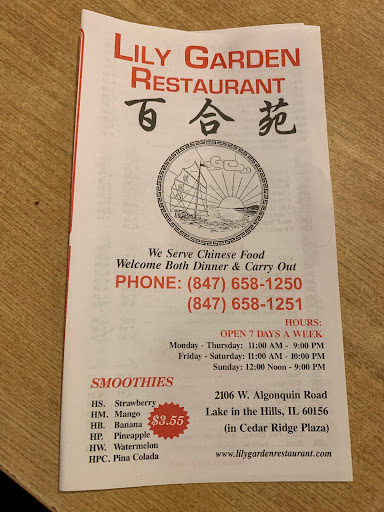 LILY GARDEN
RESTAURANT
百合苑
We Serve Chinese Food
Welcome Both Dinner & Carry Out
PHONE: (847) 658-1250
(847) 658-1251
HOURS:
OPEN 7 DAYS A WEEK
Monday - Thursday: 11:00 AM - 9:00 PM
Friday - Saturday: 11:00 AM - 10:00 PM
Sunday: 12:00 Noon - 9:00 PM
SMOOTHIES
HS. Strawberry
HM. Mango
HB. Banana
HP. Pineapple
HW. Watermelon
HPC. Pina Colada
$3.55
2106 W. Algonquin Road
Lake in the Hills, IL 60156
(in Cedar Ridge Plaza)
www.lilygardenrestaurant.com